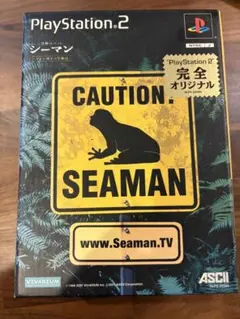 PlayStation.2
NTSC J
シーマン
"PlayStation 2"
完全
オリジナル
CAUTION!
SEAMAN
www.Seaman.TV
VIVARIUM
ASCII